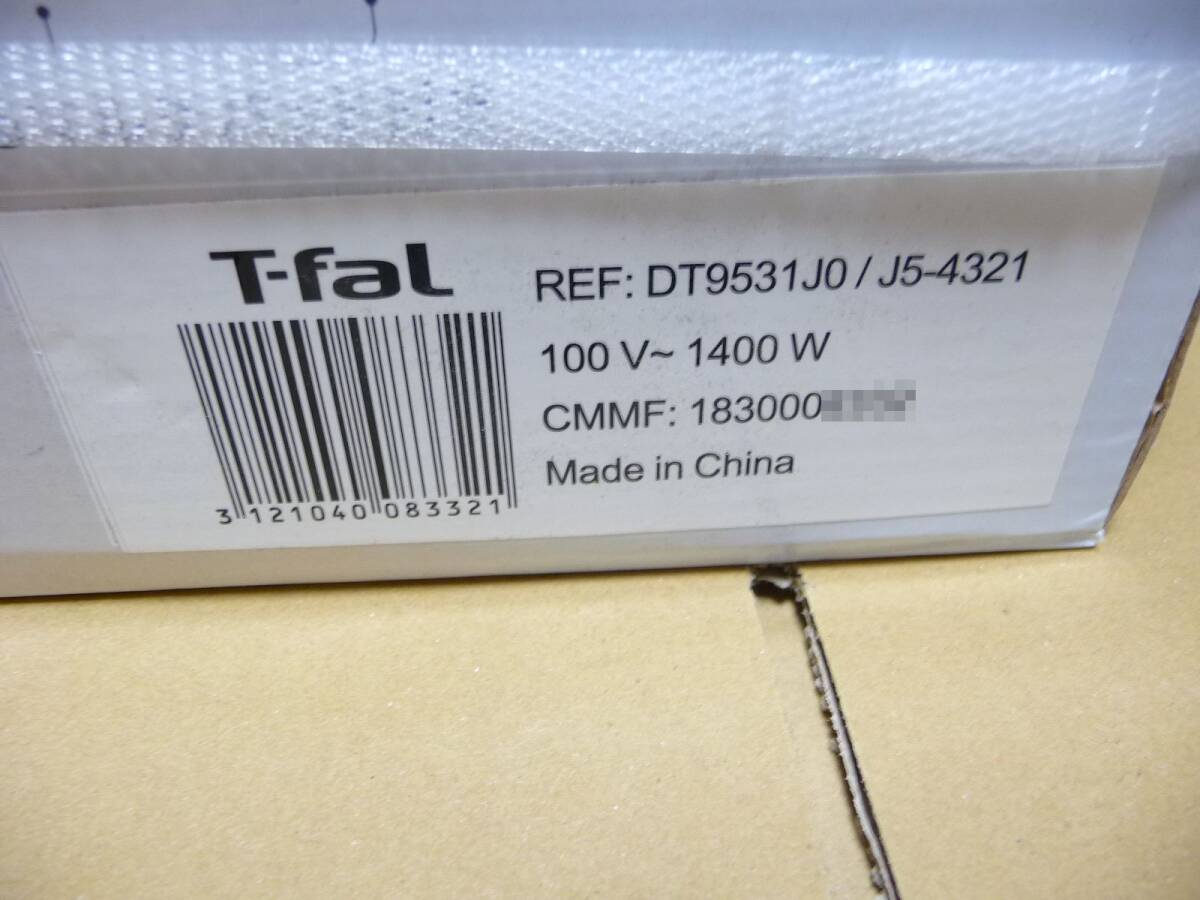 T-fal
REF: DT9531J0 / J5-4321
100 V~ 1400 W
CMMF: 183000
Made in China
3 121040 083321